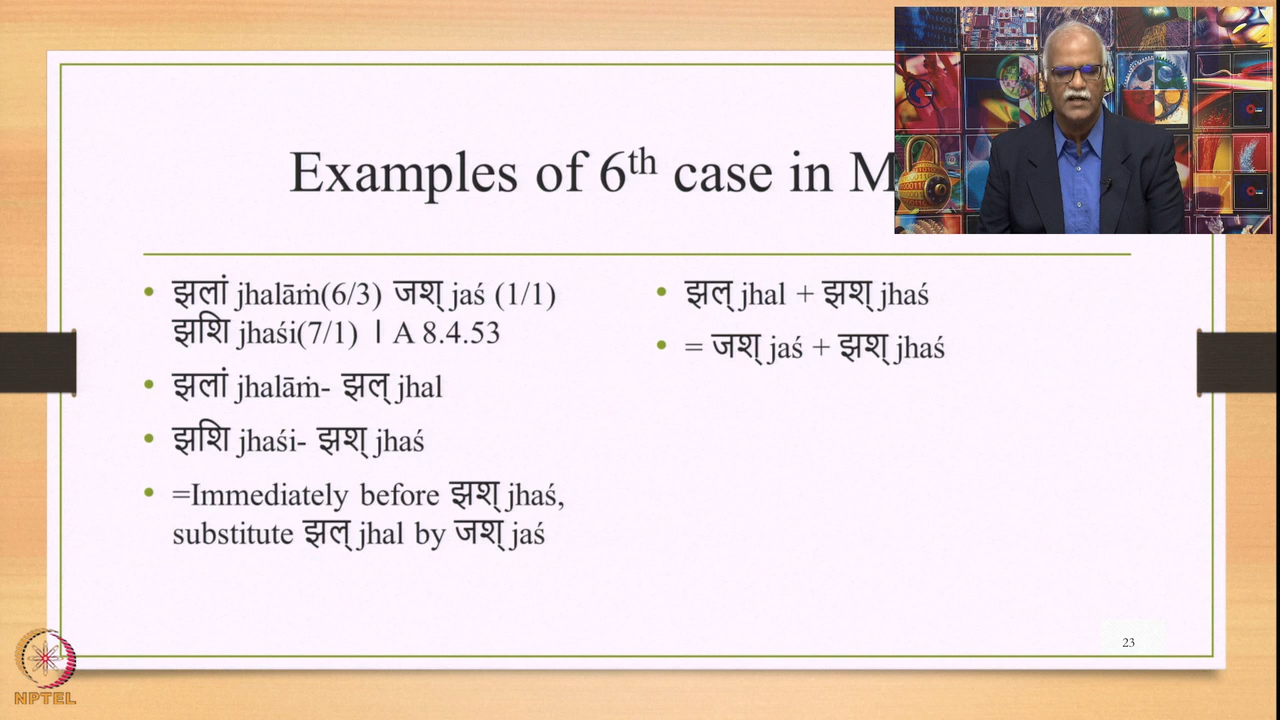 Examples of 6th case in M
झलां jhalāṁ(6/3) जश् jaś (1/1)
झशि jhaśi(7/1) । A 8.4.53
झलां jhalāṁ- झल् jhal
झशि jhaśi- झश् jhaś
=Immediately before झश् jhaś,
substitute झल् jhal by जश् jaś
झल् jhal + झश् jhaś
= जश् jaś + झश् jhaś
23
NPTEL